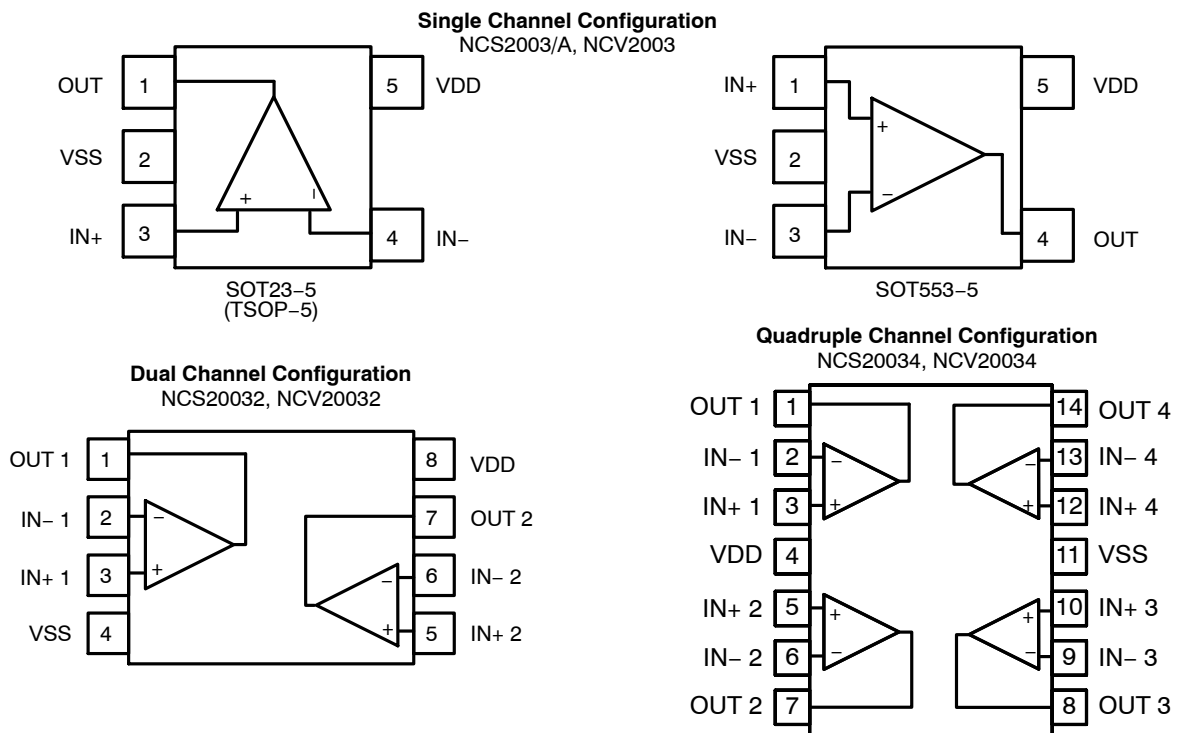 Single Channel Configuration
NCS2003/A, NCV2003
OUT 1
VSS 2
IN+ 3
5 VDD
4 IN−
+ −
SOT23−5
(TSOP−5)
IN+ 1
VSS 2
IN− 3
5 VDD
4 OUT
+
−
SOT553−5
Dual Channel Configuration
NCS20032, NCV20032
OUT 1 1
IN− 1 2
IN+ 1 3
VSS 4
−
+
8 VDD
7 OUT 2
6 IN− 2
5 IN+ 2
−
+
Quadruple Channel Configuration
NCS20034, NCV20034
OUT 1 1
IN− 1 2
IN+ 1 3
VDD 4
IN+ 2 5
IN− 2 6
OUT 2 7
−
+
+
−
14 OUT 4
13 IN− 4
12 IN+ 4
11 VSS
10 IN+ 3
9 IN− 3
8 OUT 3
−
+
+
−